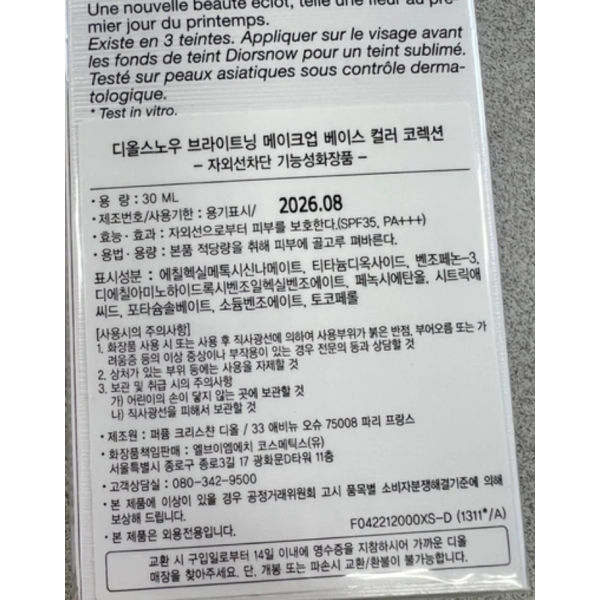 Une nouvelle beauté éclot, telle une fleur au pre-
mier jour du printemps.
Existe en 3 teintes. Appliquer sur le visage avant
les fonds de teint Diorsnow pour un teint sublimé.
Testé sur peaux asiatiques sous contrôle derma-
tologique.
* Test in vitro.
디올스노우 브라이트닝 메이크업 베이스 컬러 코렉션
- 자외선차단 기능성화장품 -
• 용 량 : 30 ML
• 제조번호/사용기한 : 용기표시/ 2026.08
• 효능 · 효과 : 자외선으로부터 피부를 보호한다.(SPF35, PA+++)
• 용법 · 용량 : 본품 적당량을 취해 피부에 골고루 펴바른다.
표시성분 : 에칠헥실메톡시신나메이트, 티타늄디옥사이드, 벤조페논-3,
디에칠아미노하이드록시벤조일헥실벤조에이트, 페녹시에탄올, 시트릭애
씨드, 포타슘솔베이트, 소듐벤조에이트, 토코페롤
[사용시의 주의사항]
1. 화장품 사용 시 또는 사용 후 직사광선에 의하여 사용부위가 붉은 반점, 부어오름 또는 가
려움증 등의 이상 증상이나 부작용이 있는 경우 전문의 등과 상담할 것
2. 상처가 있는 부위 등에는 사용을 자제할 것
3. 보관 및 취급 시의 주의사항
가) 어린이의 손이 닿지 않는 곳에 보관할 것
나) 직사광선을 피해서 보관할 것
• 제조원 : 퍼퓸 크리스챤 디올 / 33 애비뉴 오슈 75008 파리 프랑스
• 화장품책임판매 : 엘브이엠에치 코스메틱스(유)
서울특별시 종로구 종로3길 17 광화문D타워 11층
• 고객상담실 : 080-342-9500
• 본 제품에 이상이 있을 경우 공정거래위원회 고시 품목별 소비자분쟁해결기준에 의해
보상해 드립니다.
• 본 제품은 외용전용입니다.
F042212000XS-D (1311*/A)
교환 시 구입일로부터 14일 이내에 영수증을 지참하시어 가까운 디올
매장을 찾아주세요. 단, 개봉 또는 파손시 교환/환불이 불가능합니다.